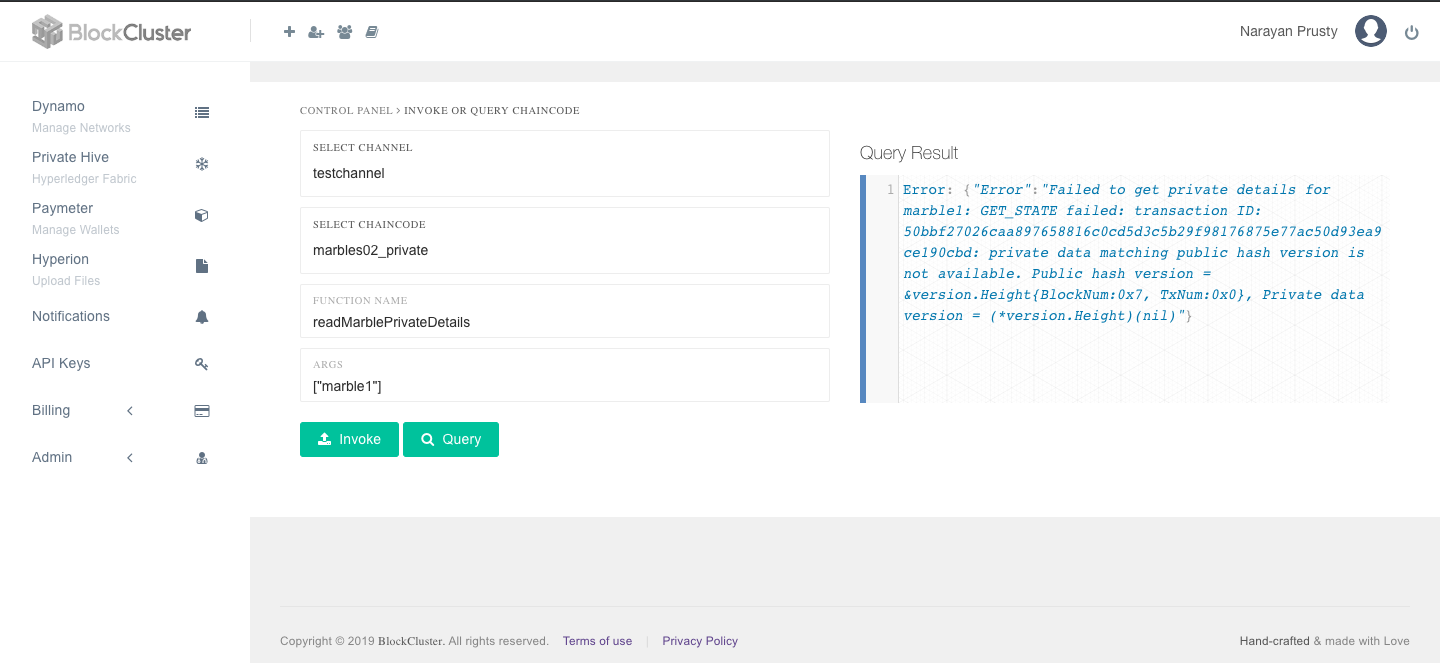 BlockCluster
Narayan Prusty
Dynamo
Manage Networks
Private Hive
Hyperledger Fabric
Paymeter
Manage Wallets
Hyperion
Upload Files
Notifications
API Keys
Billing
Admin
CONTROL PANEL > INVOKE OR QUERY CHAINCODE
SELECT CHANNEL
testchannel
SELECT CHAINCODE
marbles02_private
FUNCTION NAME
readMarblePrivateDetails
ARGS
["marble1"]
Invoke Query
Query Result
1 Error: {"Error":"Failed to get private details for
marble1: GET_STATE failed: transaction ID:
50bbf27026caa897658816c0cd5d3c5b29f98176875e77ac50d93ea9
ce190cbd: private data matching public hash version is
not available. Public hash version =
&version.Height{BlockNum:0x7, TxNum:0x0}, Private data
version = (*version.Height)(nil)"}
Copyright © 2019 BlockCluster. All rights reserved. Terms of use | Privacy Policy
Hand-crafted & made with Love